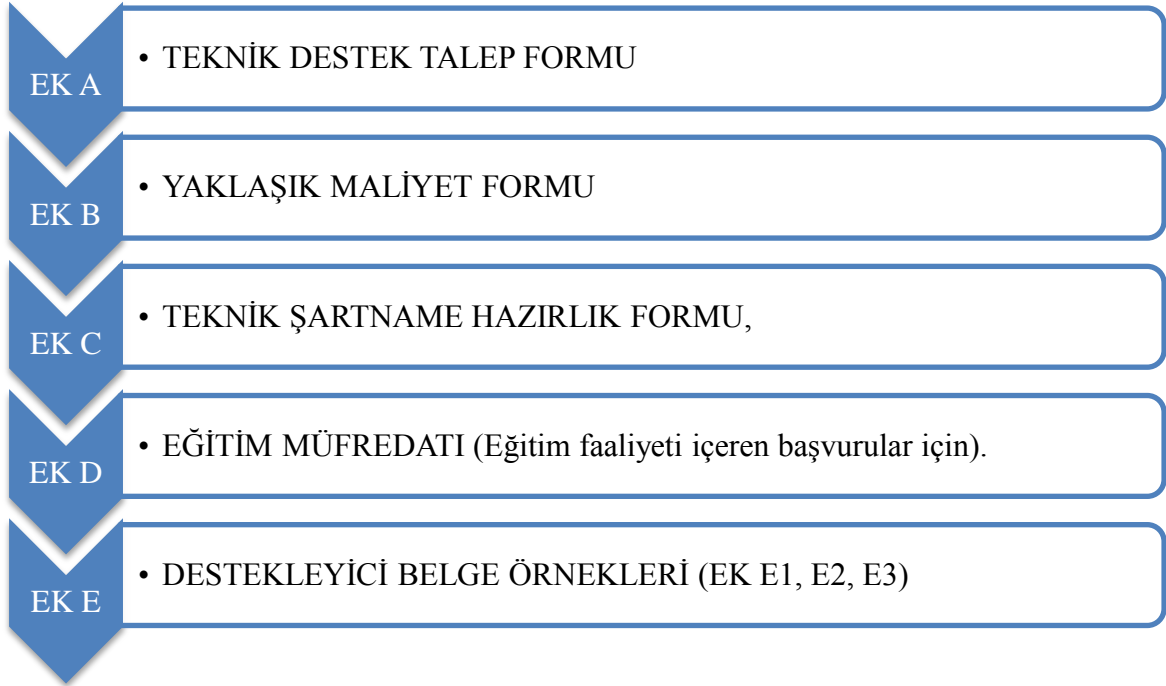 EK A
• TEKNİK DESTEK TALEP FORMU
EK B
• YAKLAŞIK MALİYET FORMU
EK C
• TEKNİK ŞARTNAME HAZIRLIK FORMU,
EK D
• EĞİTİM MÜFREDATI (Eğitim faaliyeti içeren başvurular için).
EK E
• DESTEKLEYİCİ BELGE ÖRNEKLERİ (EK E1, E2, E3)